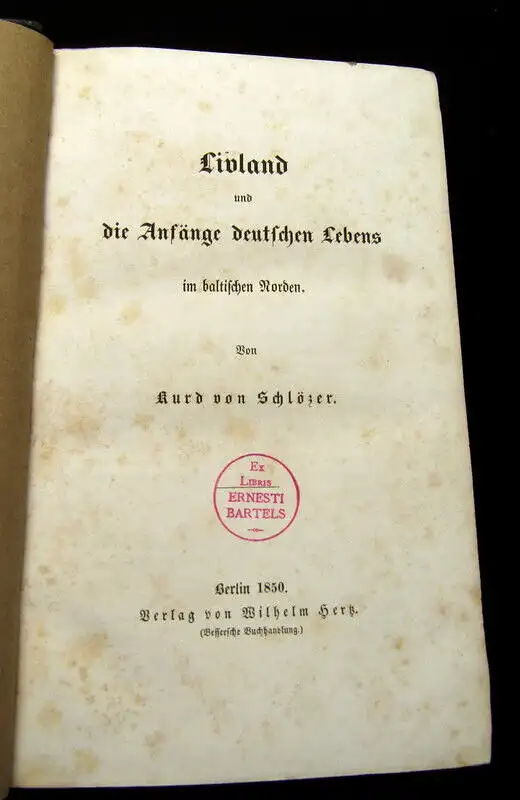 Livland
und
die Anfänge deutschen Lebens
im baltischen Norden.
Von
Kurd von Schlözer.
Ex
Libris
ERNESTI
BARTELS
Berlin 1850.
Verlag von Wilhelm Hertz.
(Bessersche Buchhandlung.)